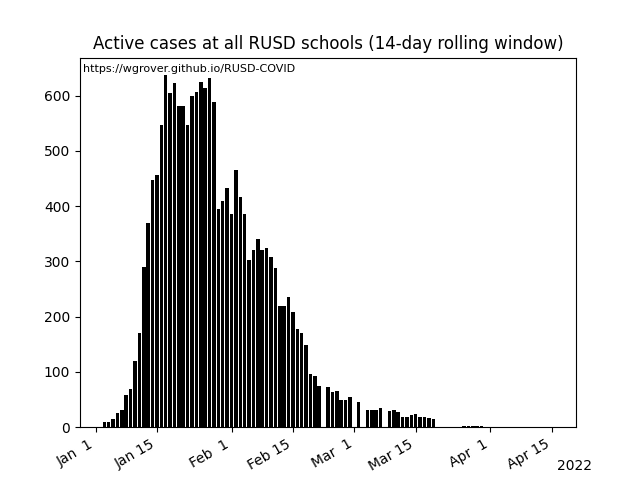 Active cases at all RUSD schools (14-day rolling window)
https://wgrover.github.io/RUSD-COVID
600
500
400
300
200
100
0
Jan 1
Jan 15
Feb 1
Feb 15
Mar 1
Mar 15
Apr 1
Apr 15
2022